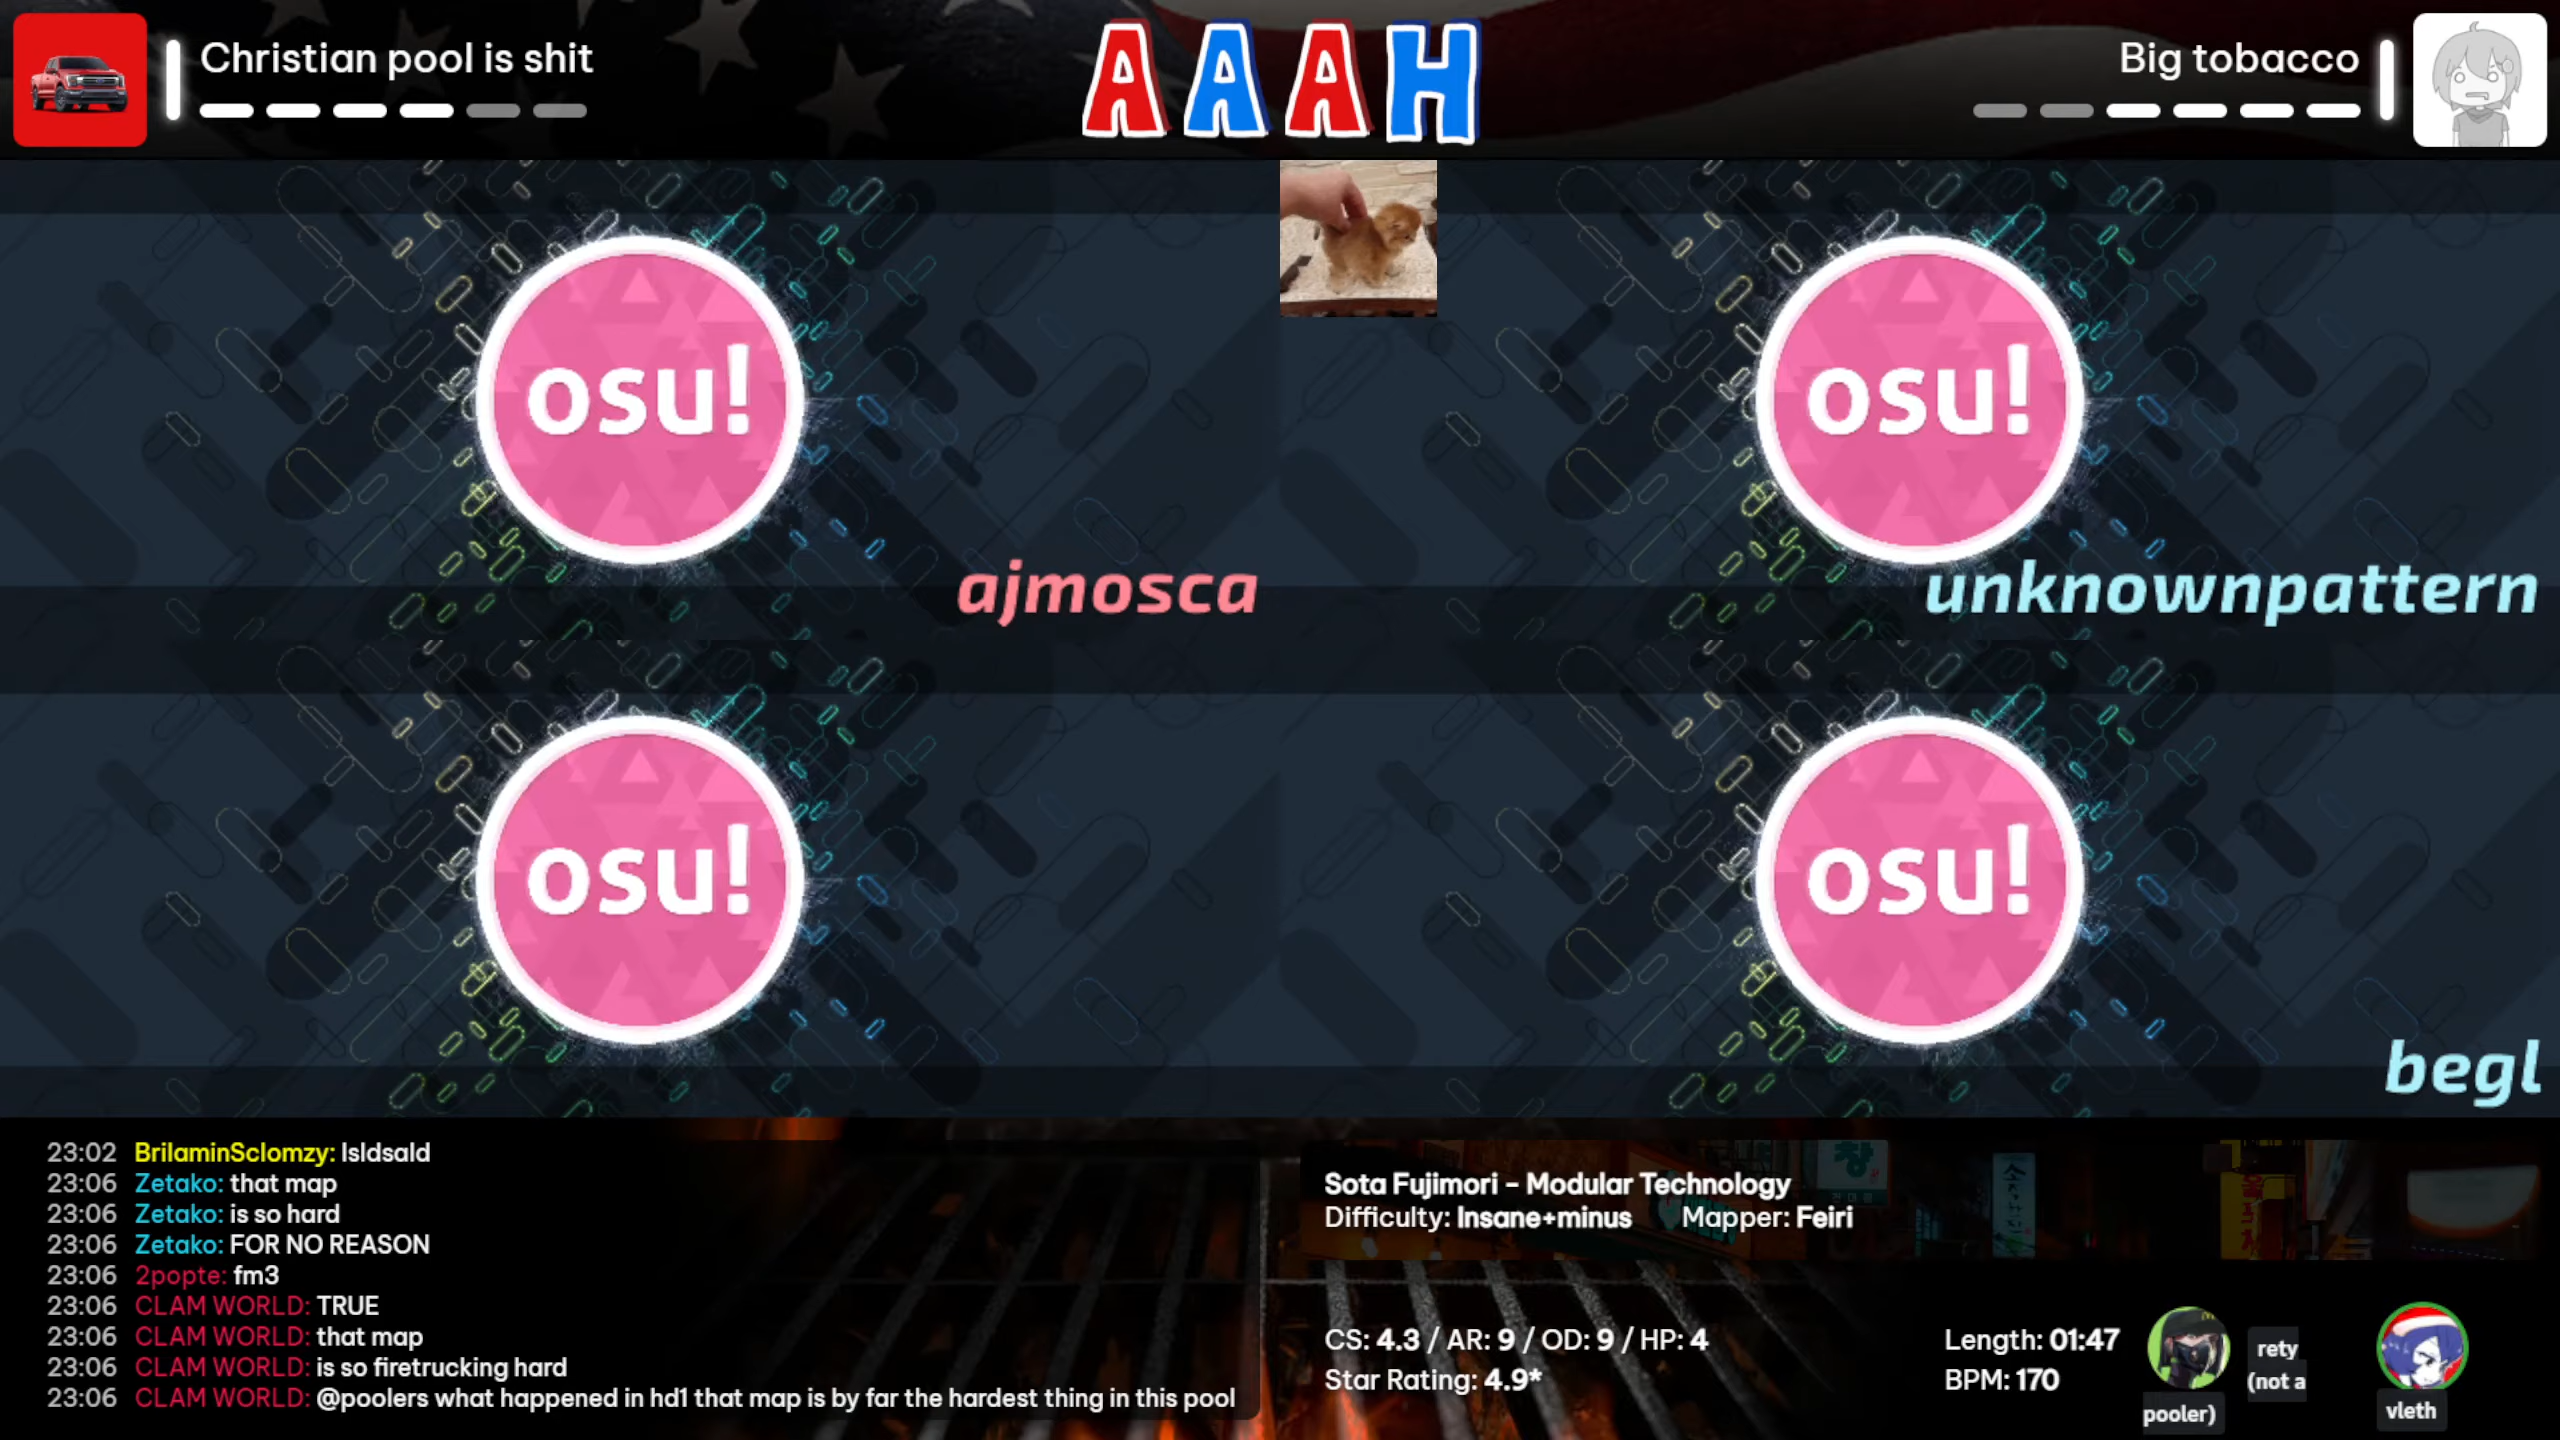 Christian pool is shit
AAAH
Big tobacco
osu!
osu!
ajmosca
unknownpattern
osu!
osu!
begl
23:02 BrilaminSclomzy: lsldsald
23:06 Zetako: that map
23:06 Zetako: is so hard
23:06 Zetako: FOR NO REASON
23:06 2popte: fm3
23:06 CLAM WORLD: TRUE
23:06 CLAM WORLD: that map
23:06 CLAM WORLD: is so firetrucking hard
23:06 CLAM WORLD: @poolers what happened in hd1 that map is by far the hardest thing in this pool
Sota Fujimori - Modular Technology
Difficulty: Insane+minus Mapper: Feiri
CS: 4.3 / AR: 9 / OD: 9 / HP: 4
Star Rating: 4.9*
Length: 01:47
BPM: 170
rety
(not a
pooler)
vleth